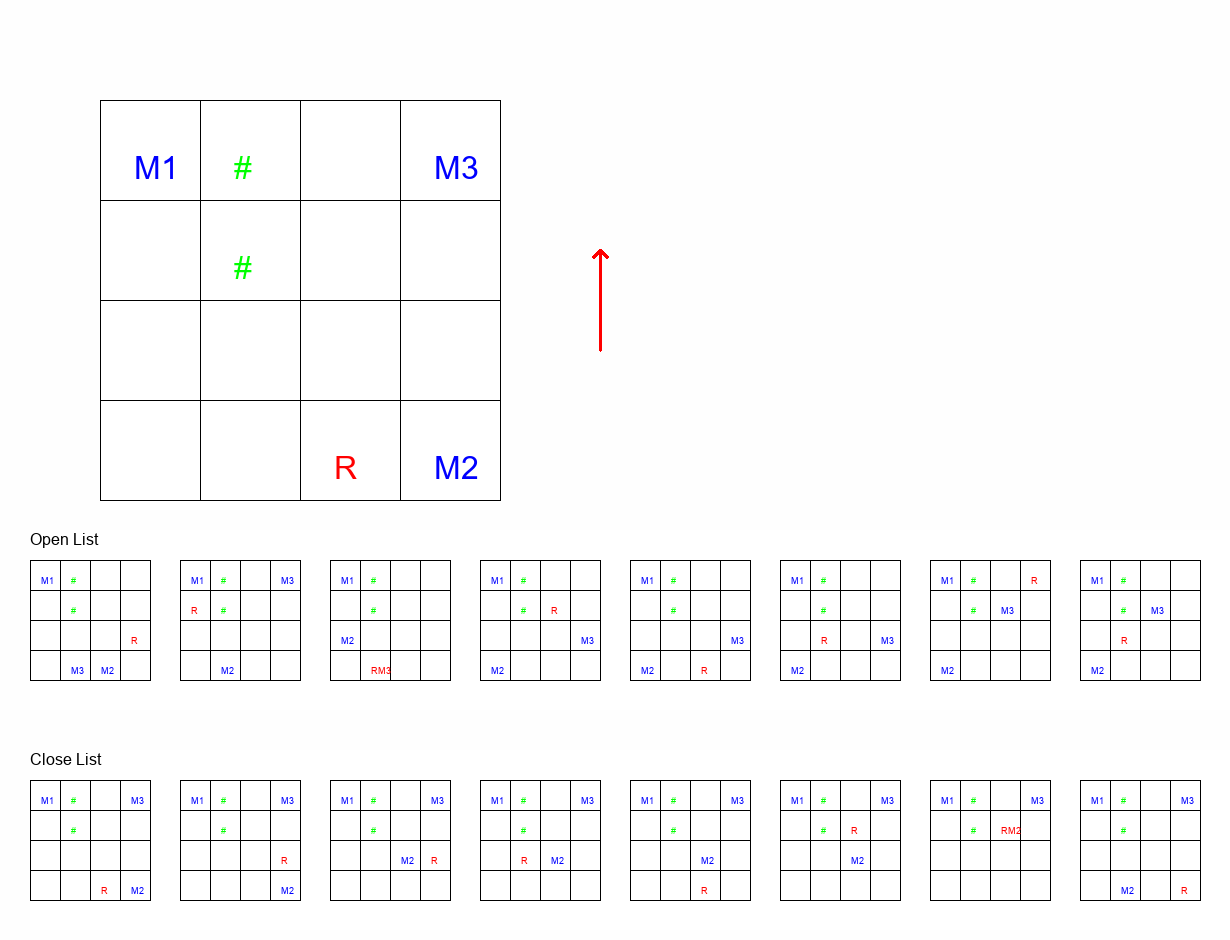 M1 # M3
#
R M2
Open List
M1 # M1 # M3 M1 # M1 # M1 # M1 # M1 # R M1 #
# R # # # R # # # M3 # M3
R M2 M3 M3 R M3 R
M3 M2 M2 RM3 M2 M2 R M2 M2 M2
Close List
M1 # M3 M1 # M3 M1 # M3 M1 # M3 M1 # M3 M1 # M3 M1 # M3 M1 # M3
# # # # # # R # RM2 #
R M2 R R M2 M2 M2
R M2 M2 R M2 R